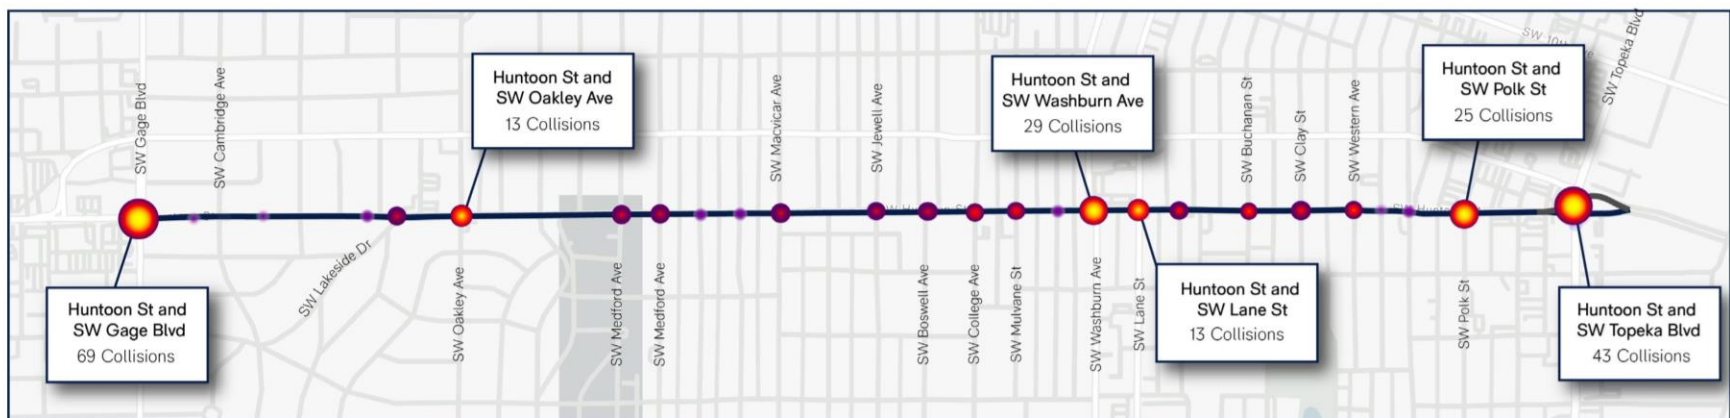 Huntoon St and
SW Gage Blvd
69 Collisions
Huntoon St and
SW Oakley Ave
13 Collisions
Huntoon St and
SW Washburn Ave
29 Collisions
Huntoon St and
SW Lane St
13 Collisions
Huntoon St and
SW Polk St
25 Collisions
Huntoon St and
SW Topeka Blvd
43 Collisions
SW Gage Blvd
SW Cambridge Ave
SW Lakeside Dr
SW Oakley Ave
SW Medford Ave
SW Medford Ave
SW Macvicar Ave
SW Jewell Ave
SW Boswell Ave
SW College Ave
SW Mulvane St
SW Washburn Ave
SW Lane St
SW Buchanan St
SW Clay St
SW Western Ave
SW Polk St
SW Topeka Blvd
SW 10th